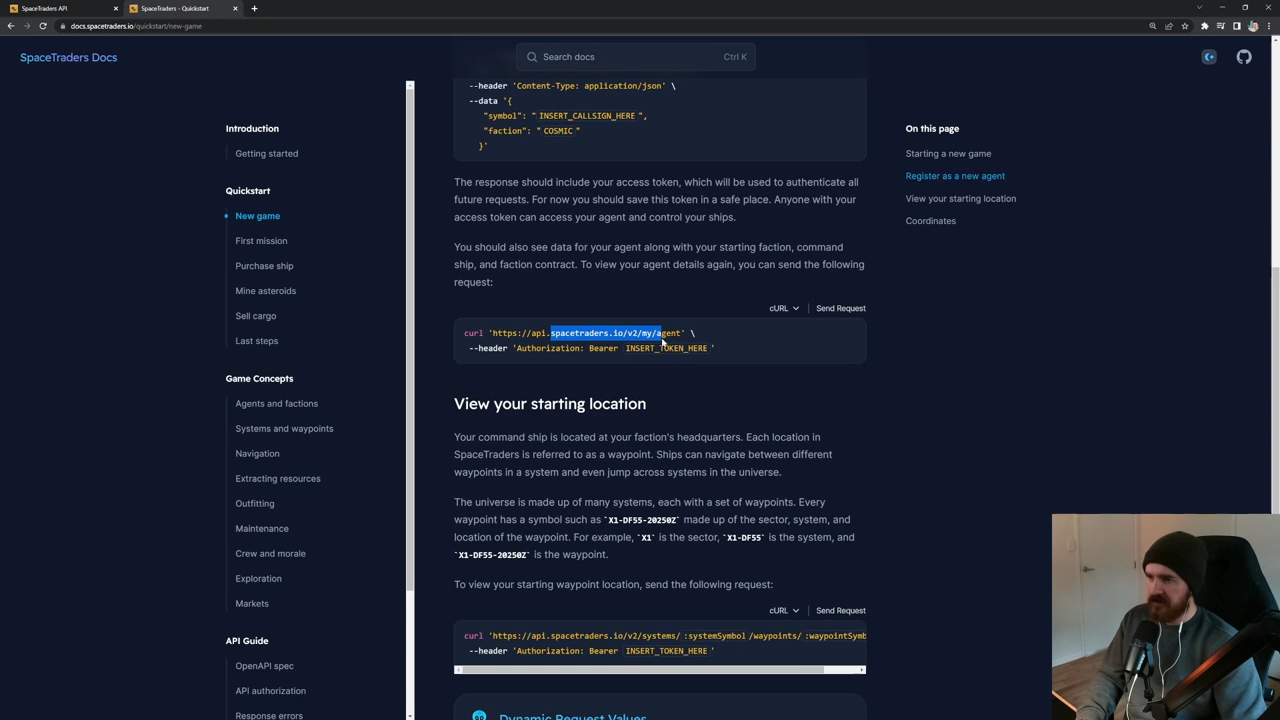 SpaceTraders API
SpaceTraders - Quickstart
docs.spacetraders.io/quickstart/new-game
SpaceTraders Docs
Search docs
Ctrl K
Introduction
Getting started
Quickstart
New game
First mission
Purchase ship
Mine asteroids
Sell cargo
Last steps
Game Concepts
Agents and factions
Systems and waypoints
Navigation
Extracting resources
Outfitting
Maintenance
Crew and morale
Exploration
Markets
API Guide
OpenAPI spec
API authorization
Response errors
--header 'Content-Type: application/json' \
--data '{
"symbol": "INSERT_CALLSIGN_HERE",
"faction": "COSMIC"
}'
The response should include your access token, which will be used to authenticate all
future requests. For now you should save this token in a safe place. Anyone with your
access token can access your agent and control your ships.
You should also see data for your agent along with your starting faction, command
ship, and faction contract. To view your agent details again, you can send the following
request:
cURL
Send Request
curl 'https://api.spacetraders.io/v2/my/agent' \
--header 'Authorization: Bearer INSERT_TOKEN_HERE'
View your starting location
Your command ship is located at your faction's headquarters. Each location in
SpaceTraders is referred to as a waypoint. Ships can navigate between different
waypoints in a system and even jump across systems in the universe.
The universe is made up of many systems, each with a set of waypoints. Every
waypoint has a symbol such as `X1-DF55-20250Z` made up of the sector, system, and
location of the waypoint. For example, `X1` is the sector, `X1-DF55` is the system, and
`X1-DF55-20250Z` is the waypoint.
To view your starting waypoint location, send the following request:
cURL
Send Request
curl 'https://api.spacetraders.io/v2/systems/:systemSymbol/waypoints/:waypointSymb
--header 'Authorization: Bearer INSERT_TOKEN_HERE'
Dynamic Request Values
On this page
Starting a new game
Register as a new agent
View your starting location
Coordinates